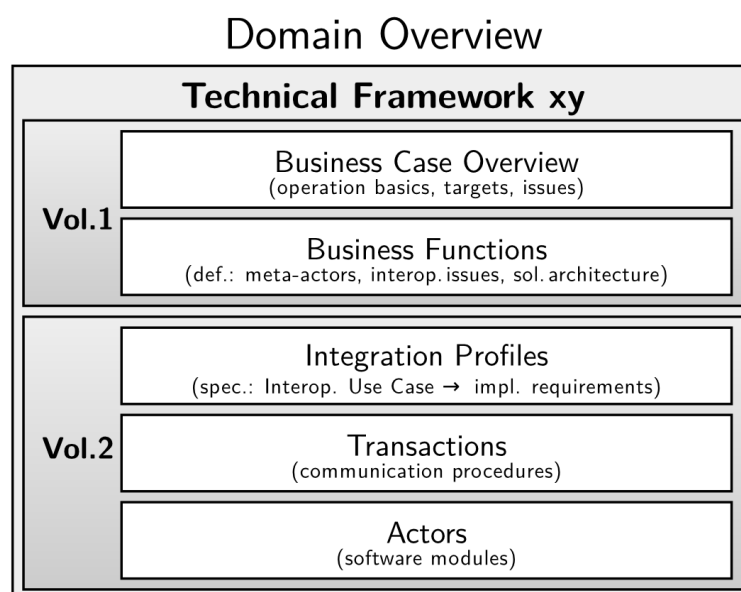 Domain Overview
Technical Framework xy
Vol.1
Business Case Overview
(operation basics, targets, issues)
Business Functions
(def.: meta-actors, interop. issues, sol. architecture)
Vol.2
Integration Profiles
(spec.: Interop. Use Case → impl. requirements)
Transactions
(communication procedures)
Actors
(software modules)